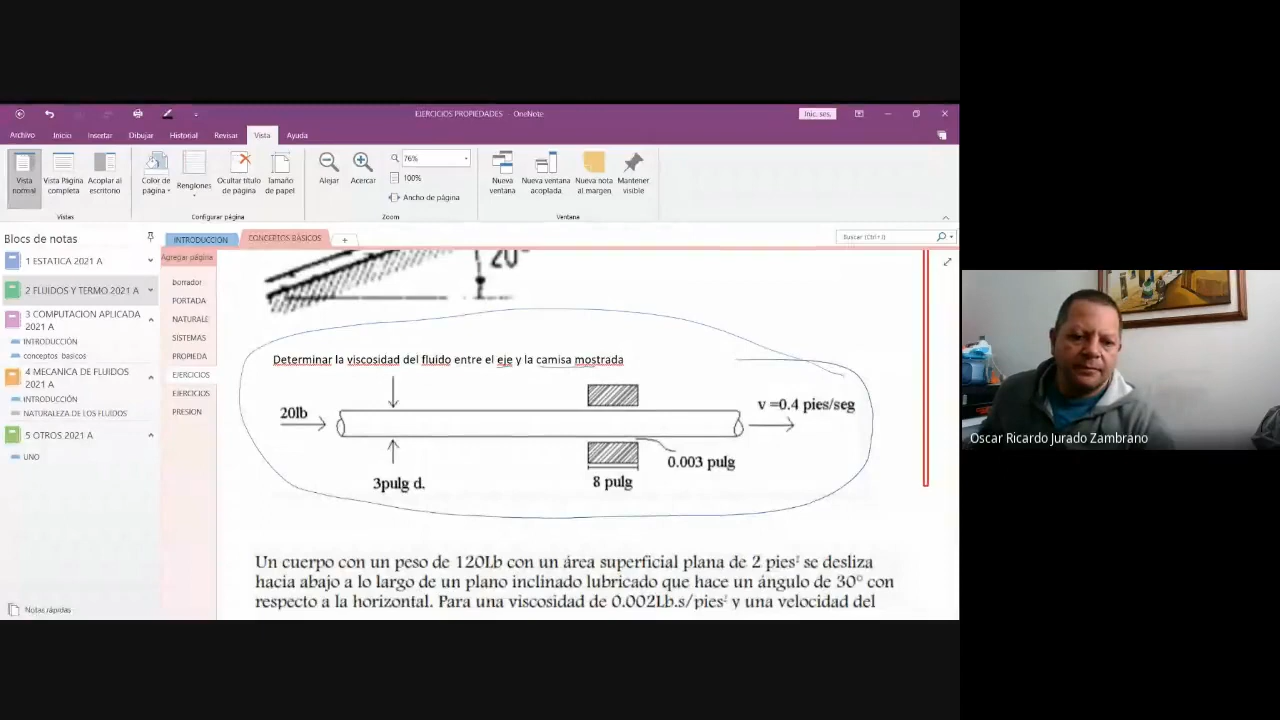 EJERCICIOS PROPIEDADES - OneNote
Inic. ses.
Archivo Inicio Insertar Dibujar Historial Revisar Vista Ayuda
Vista normal
Vista Página completa
Acoplar al escritorio
Vistas
Color de página
Renglones
Ocultar título de página
Tamaño de papel
Configurar página
Alejar
Acercar
76%
100%
Ancho de página
Zoom
Nueva ventana
Nueva ventana acoplada
Nueva nota al margen
Mantener visible
Ventana
Blocs de notas
1 ESTATICA 2021 A
2 FLUIDOS Y TERMO 2021 A
3 COMPUTACION APLICADA
2021 A
INTRODUCCIÓN
conceptos basicos
4 MECANICA DE FLUIDOS
2021 A
INTRODUCCIÓN
NATURALEZA DE LOS FLUIDOS
5 OTROS 2021 A
UNO
Notas rápidas
INTRODUCCION
CONCEPTOS BÁSICOS
+
Buscar (Ctrl+E)
Agregar página
Borrador
PORTADA
NATURALE
SISTEMAS
PROPIEDA
EJERCICIOS
EJERCICIOS
PRESION
20°
Determinar la viscosidad del fluido entre el eje y la camisa mostrada
20lb
v =0.4 pies/seg
0.003 pulg
3pulg d.
8 pulg
Un cuerpo con un peso de 120Lb con un área superficial plana de 2 pies² se desliza
hacia abajo a lo largo de un plano inclinado lubricado que hace un ángulo de 30° con
respecto a la horizontal. Para una viscosidad de 0.002Lb.s/pies² y una velocidad del
Oscar Ricardo Jurado Zambrano